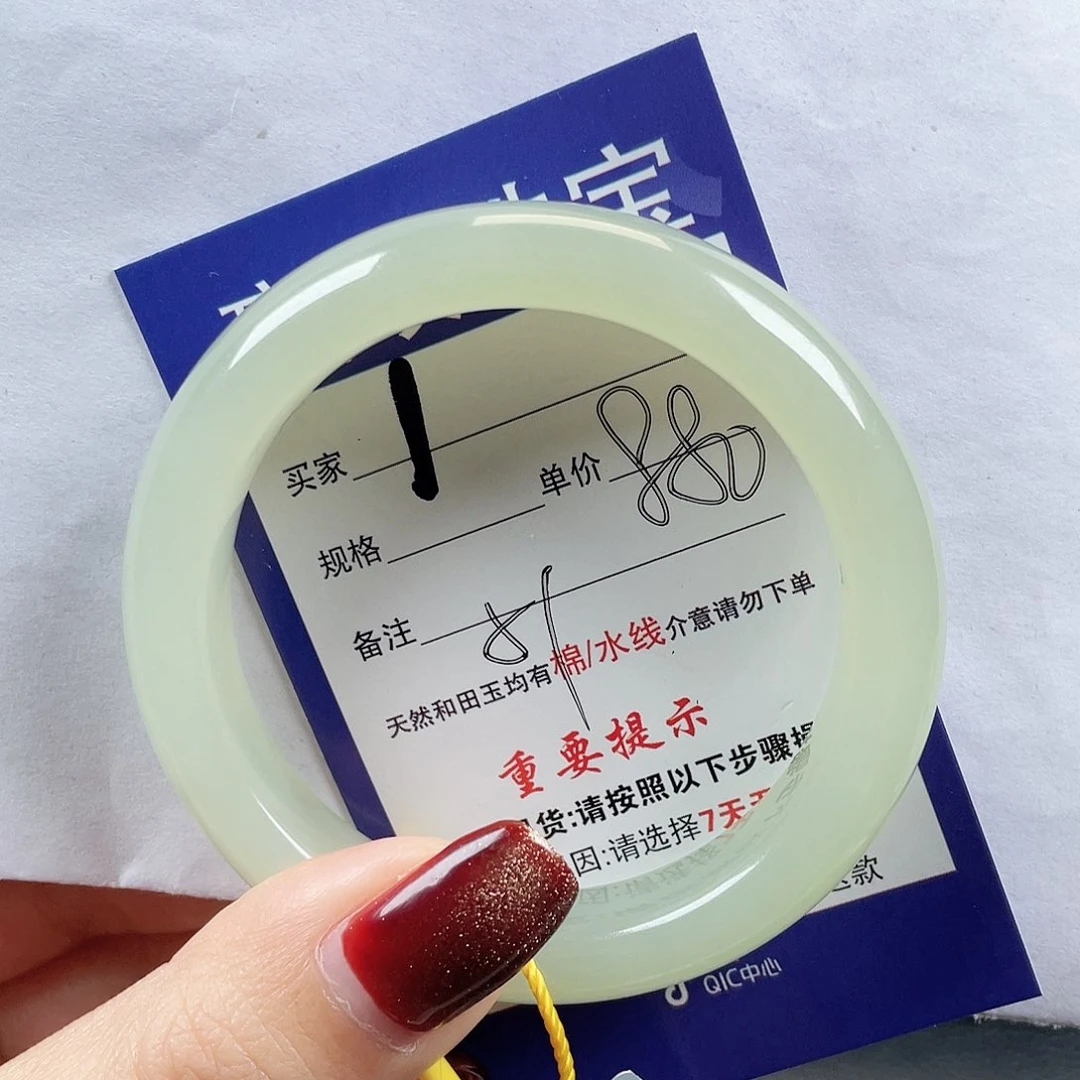 宝
买家
单价 880
规格
备注 81
天然和田玉均有棉/水线介意请勿下单
重要提示
货:请按照以下步骤操
因:请选择7天
款
QIC中心